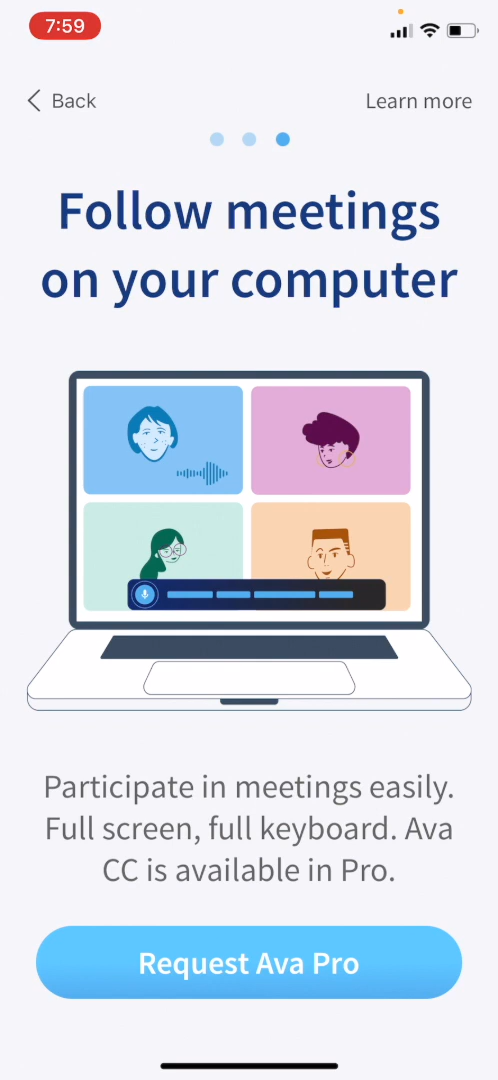 7:59
Back
Learn more
Follow meetings
on your computer
Participate in meetings easily.
Full screen, full keyboard. Ava
CC is available in Pro.
Request Ava Pro